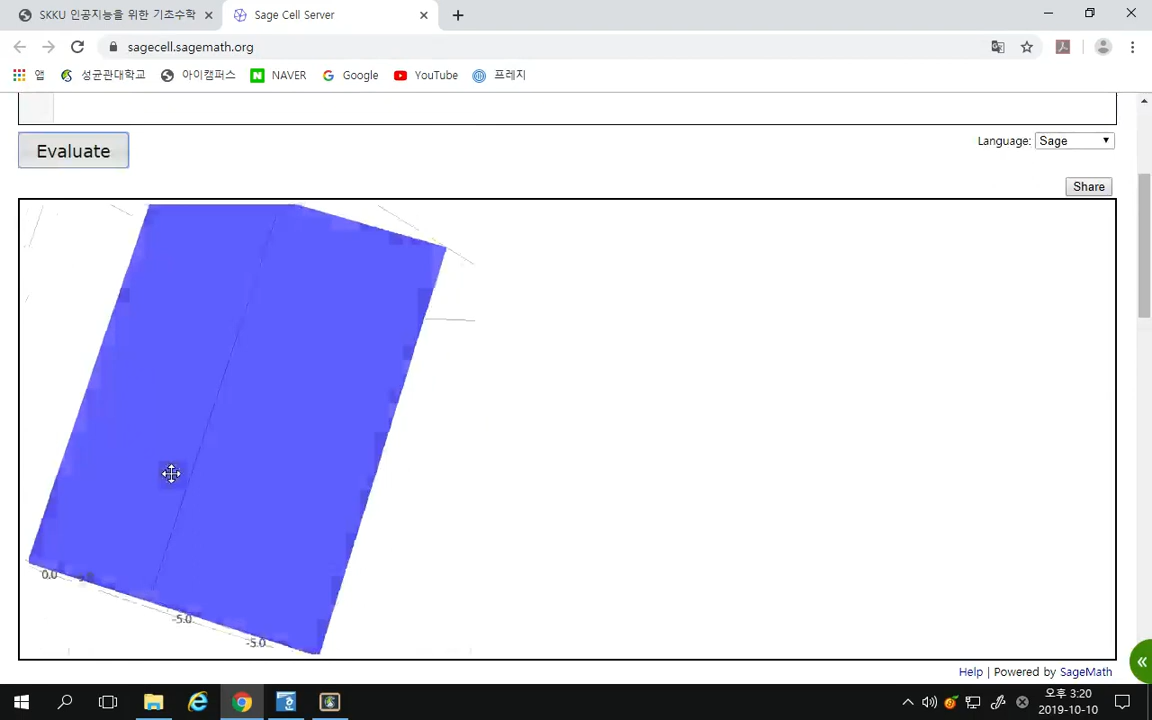 SKKU 인공지능을 위한 기초수학
Sage Cell Server
sagecell.sagemath.org
앱 성균관대학교 아이캠퍼스 NAVER Google YouTube 프레지
Evaluate
Language: Sage
Share
0.0
-5.0
-5.0
Help | Powered by SageMath
오후 3:20
2019-10-10